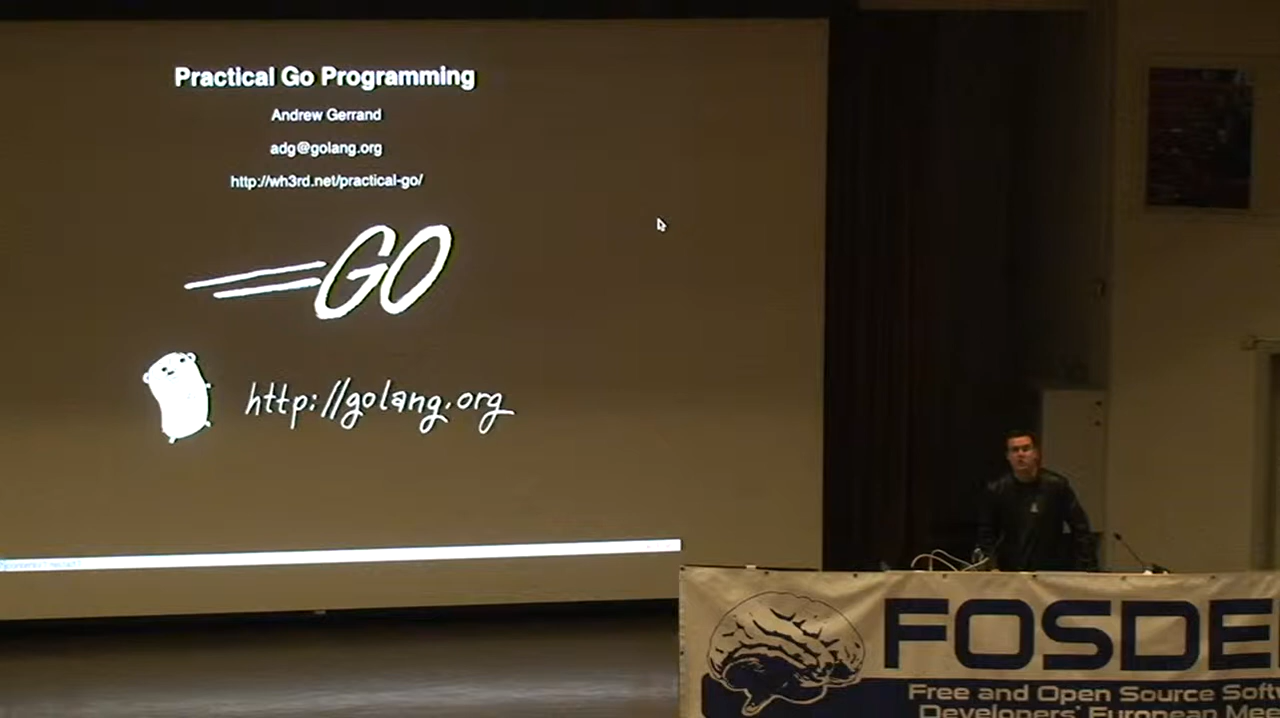 Practical Go Programming
Andrew Gerrand
adg@golang.org
http://wh3rd.net/practical-go/
GO
http://golang.org
FOSDE
Free and Open Source Softw
Developers' European Mee